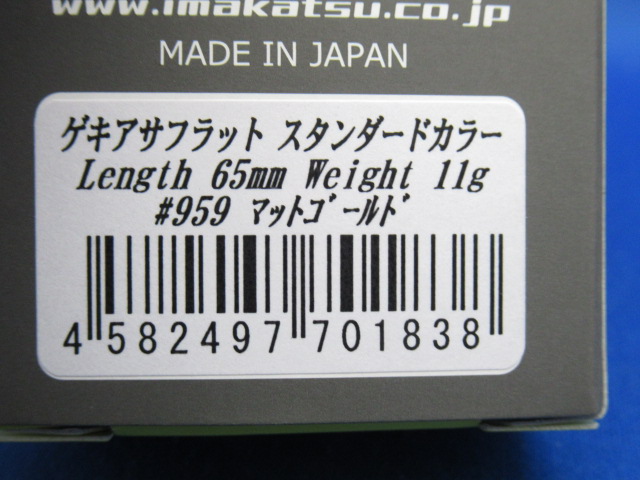 www.imakatsu.co.jp
MADE IN JAPAN
ゲキアサフラット スタンダードカラー
Length 65mm Weight 11g
#959 ﾏｯﾄｺﾞｰﾙﾄﾞ
4 582497 701838